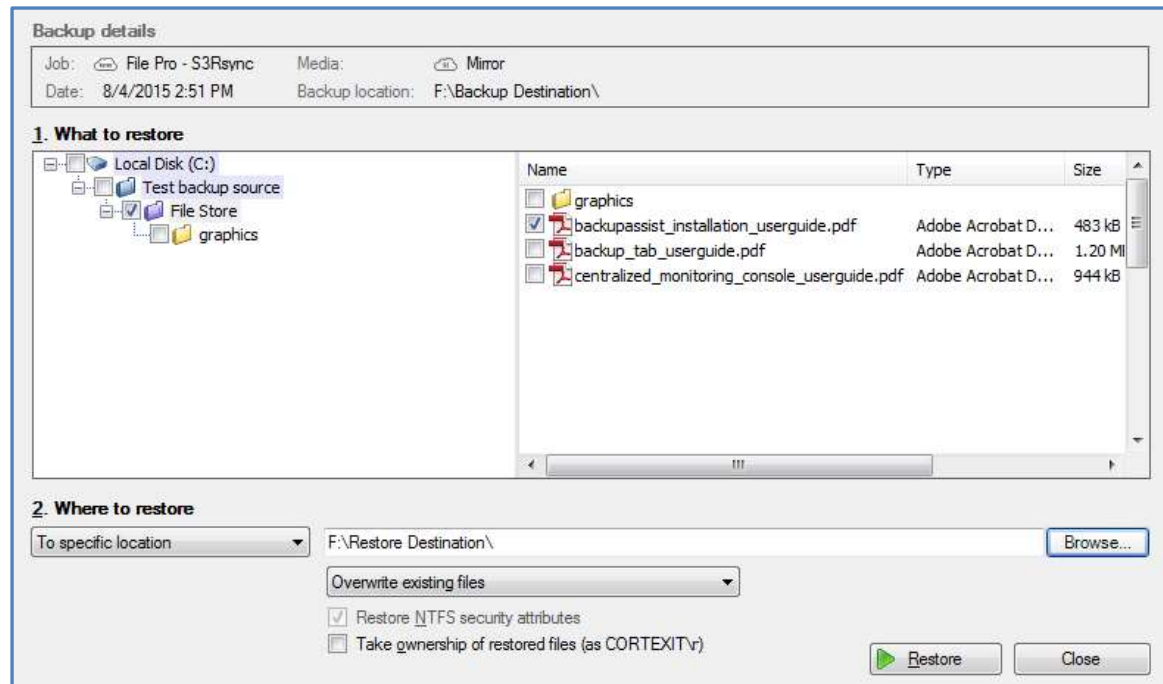 Backup details
Job: File Pro - S3Rsync Media: Mirror
Date: 8/4/2015 2:51 PM Backup location: F:\Backup Destination\
1. What to restore
Local Disk (C:)
Test backup source
File Store
graphics
Name Type Size
graphics
backupassist_installation_userguide.pdf Adobe Acrobat D... 483 kB
backup_tab_userguide.pdf Adobe Acrobat D... 1.20 MI
centralized_monitoring_console_userguide.pdf Adobe Acrobat D... 944 kB
2. Where to restore
To specific location F:\Restore Destination\ Browse...
Overwrite existing files
Restore NTFS security attributes
Take ownership of restored files (as CORTEXIT\r)
Restore Close